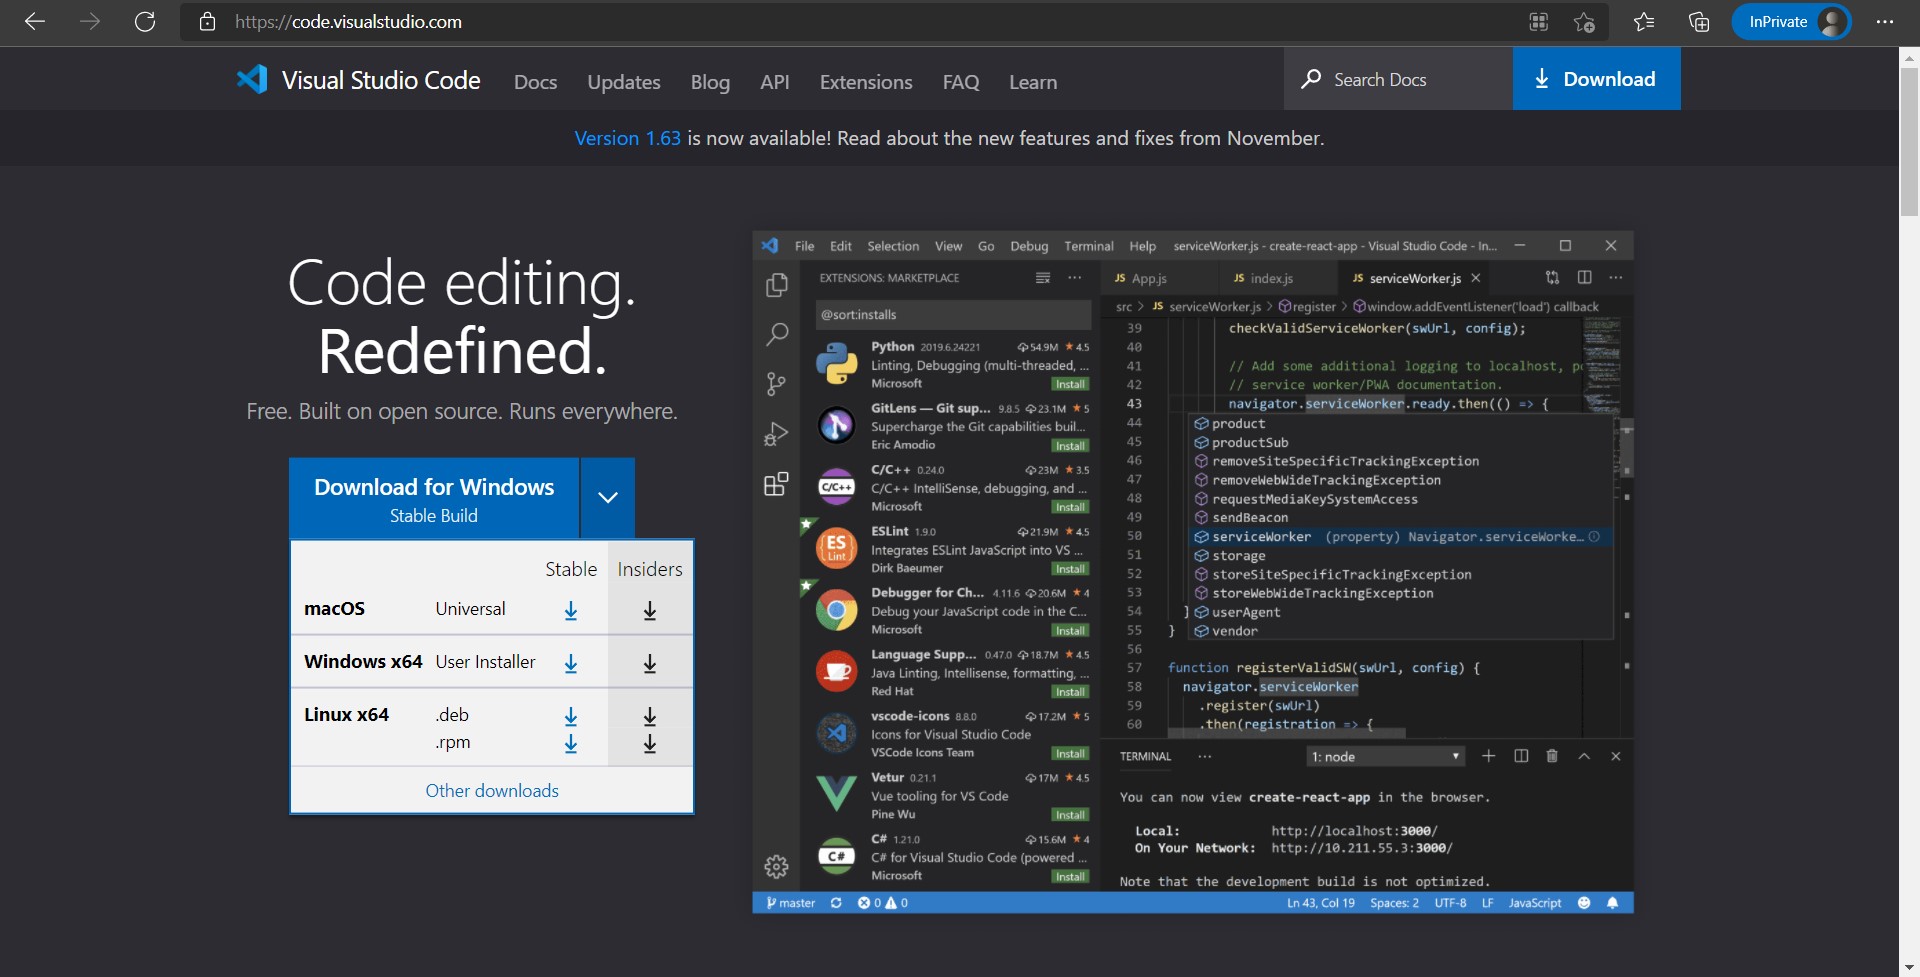 https://code.visualstudio.com
InPrivate
Visual Studio Code Docs Updates Blog API Extensions FAQ Learn Search Docs Download
Version 1.63 is now available! Read about the new features and fixes from November.
Code editing.
Redefined.
Free. Built on open source. Runs everywhere.
Download for Windows
Stable Build
Stable Insiders
macOS Universal
Windows x64 User Installer
Linux x64 .deb
.rpm
Other downloads
File Edit Selection View Go Debug Terminal Help serviceWorker.js - create-react-app - Visual Studio Code - In...
EXTENSIONS: MARKETPLACE
@sort:installs
Python 2019.6.24221 54.9M ★ 4.5
Linting, Debugging (multi-threaded, ...
Microsoft Install
GitLens — Git sup... 9.8.5 23.1M ★ 5
Supercharge the Git capabilities buil...
Eric Amodio Install
C/C++
C/C++ 0.24.0 23M ★ 3.5
C/C++ IntelliSense, debugging, and ...
Microsoft Install
ES
Lint
ESLint 1.9.0 21.9M ★ 4.5
Integrates ESLint JavaScript into VS ...
Dirk Baeumer Install
Debugger for Ch... 4.11.6 20.6M ★ 4
Debug your JavaScript code in the C...
Microsoft Install
Language Supp... 0.47.0 18.7M ★ 4.5
Java Linting, Intellisense, formatting, ...
Red Hat Install
vscode-icons 8.8.0 17.2M ★ 5
Icons for Visual Studio Code
VSCode Icons Team Install
Vetur 0.21.1 17M ★ 4.5
Vue tooling for VS Code
Pine Wu Install
C#
C# 1.21.0 15.6M ★ 4
C# for Visual Studio Code (powered ...
Microsoft Install
JS App.js JS index.js JS serviceWorker.js
src > JS serviceWorker.js > register > window.addEventListener('load') callback
39 checkValidServiceWorker(swUrl, config);
40
41 // Add some additional logging to localhost, p
42 // service worker/PWA documentation.
43 navigator.serviceWorker.ready.then(() => {
44 product
45 productSub
46 removeSiteSpecificTrackingException
47 removeWebWideTrackingException
48 requestMediaKeySystemAccess
49 sendBeacon
50 serviceWorker (property) Navigator.serviceWorke...
51 storage
52 storeSiteSpecificTrackingException
53 storeWebWideTrackingException
54 } userAgent
55 } vendor
56
57 function registerValidSW(swUrl, config) {
58 navigator.serviceWorker
59 .register(swUrl)
60 .then(registration => {
TERMINAL ... 1: node
You can now view create-react-app in the browser.
Local: http://localhost:3000/
On Your Network: http://10.211.55.3:3000/
Note that the development build is not optimized.
master 0 0 Ln 43, Col 19 Spaces: 2 UTF-8 LF JavaScript